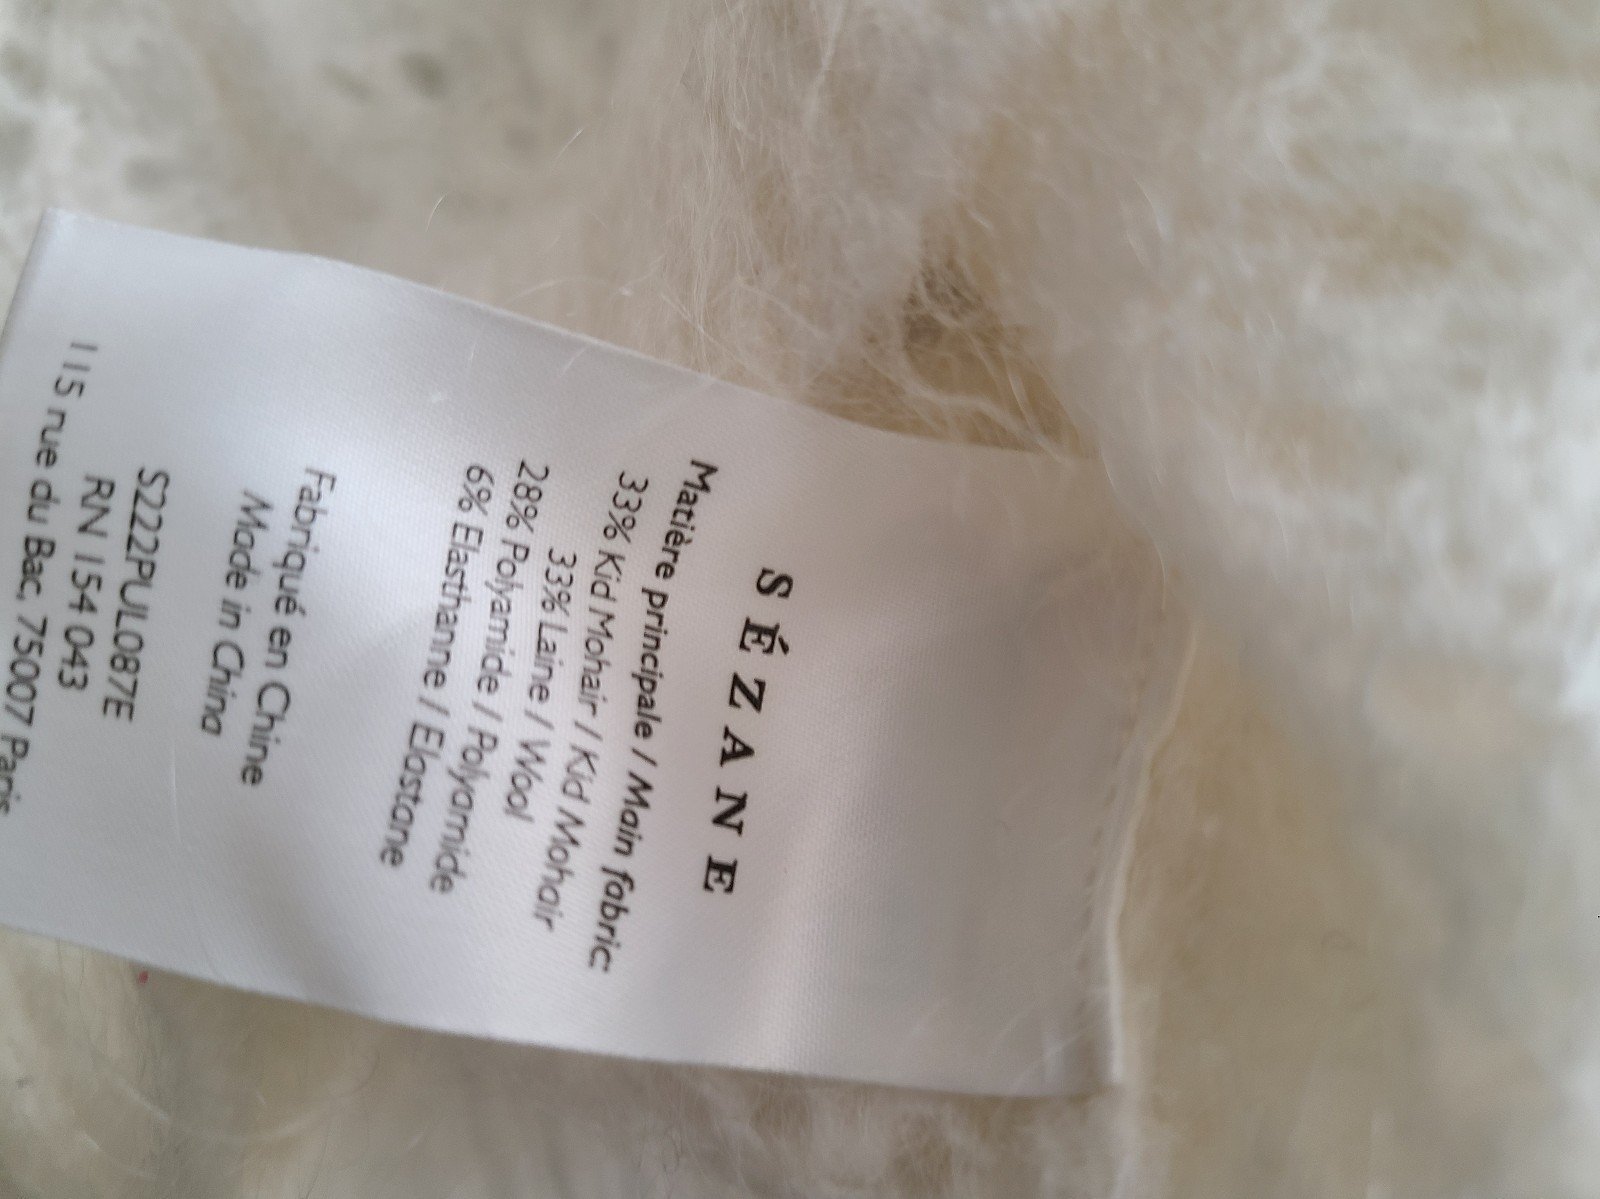 SÉZANE
Matière principale / Main fabric:
33% Kid Mohair / Kid Mohair
33% Laine / Wool
28% Polyamide / Polyamide
6% Elasthanne / Elastane
Fabriqué en Chine
Made in China
S222PUL087E
RN 154 043
115 rue du Bac, 75007 Paris